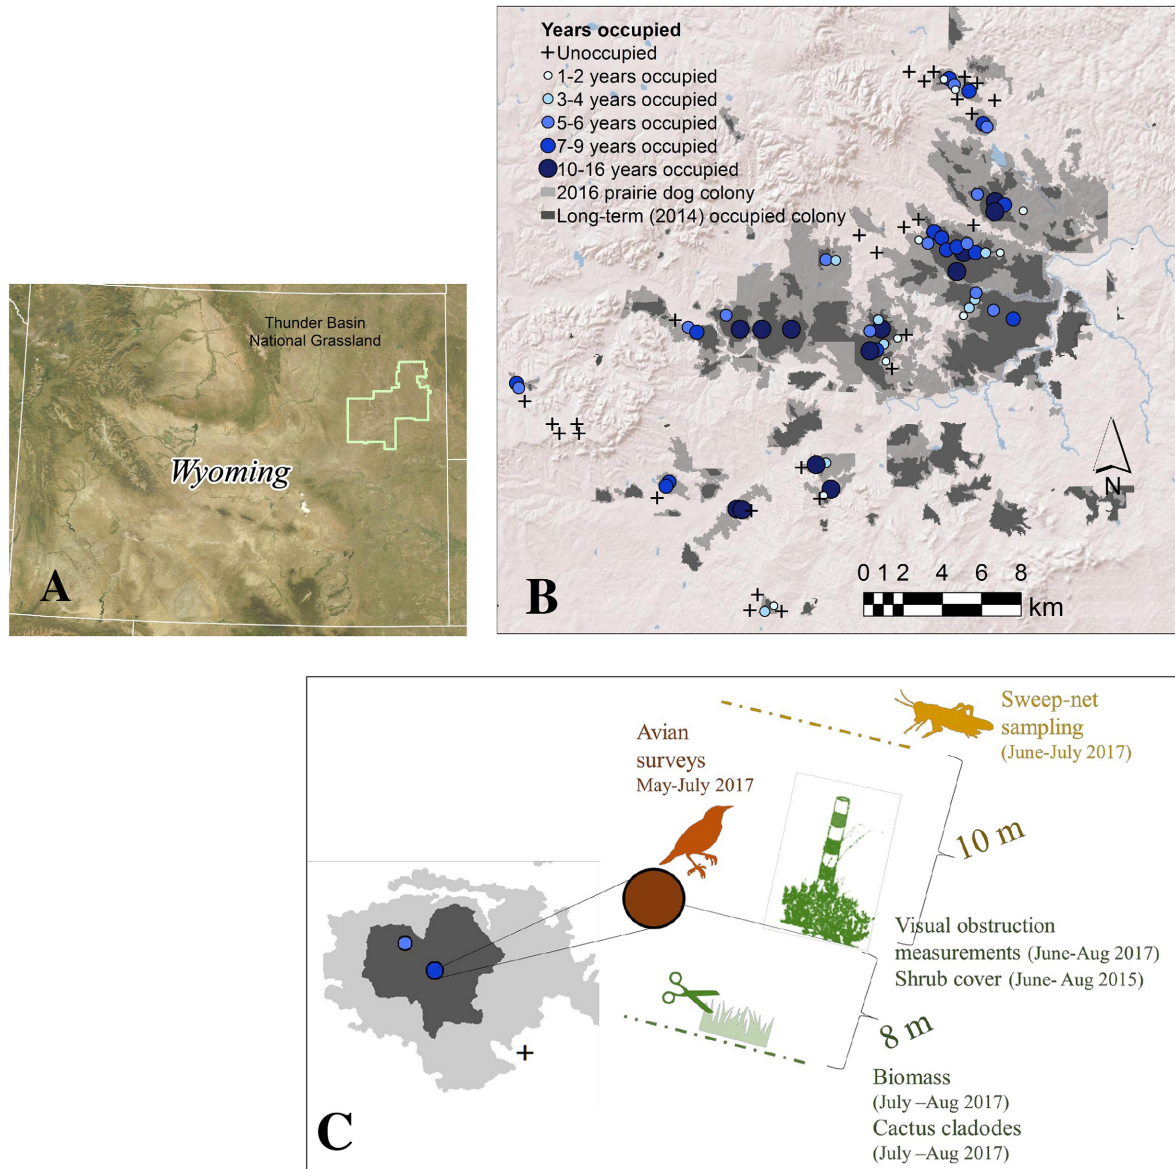 Thunder Basin
National Grassland
Wyoming
A
Years occupied
Unoccupied
1-2 years occupied
3-4 years occupied
5-6 years occupied
7-9 years occupied
10-16 years occupied
2016 prairie dog colony
Long-term (2014) occupied colony
N
0 1 2 4 6 8
km
B
Avian
surveys
May-July 2017
Sweep-net
sampling
(June-July 2017)
10 m
Visual obstruction
measurements (June-Aug 2017)
Shrub cover (June- Aug 2015)
8 m
Biomass
(July –Aug 2017)
Cactus cladodes
(July –Aug 2017)
C